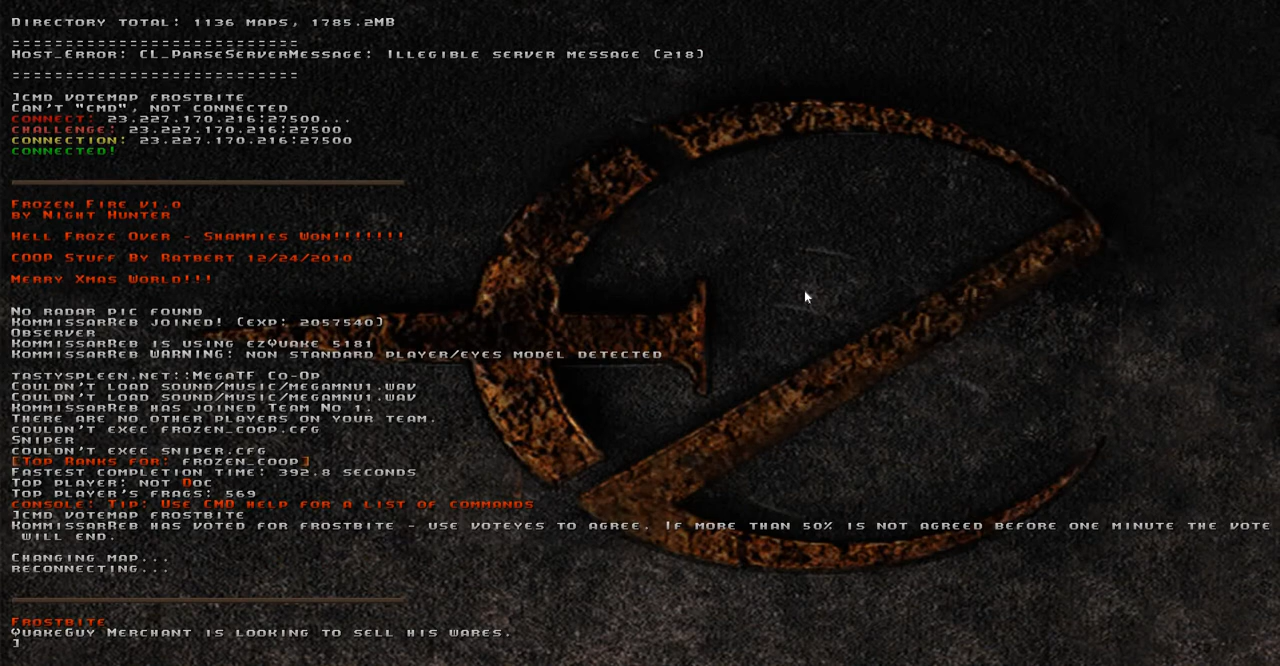 Directory total: 1136 maps, 1785.2MB
===========================
Host_Error: CL_ParseServerMessage: Illegible server message (218)
===========================
]cmd votemap frostbite
Can't "cmd", not connected
connect: 23.227.170.216:27500...
challenge: 23.227.170.216:27500
connection: 23.227.170.216:27500
connected!
Frozen Fire v1.0
by Night Hunter
Hell Froze Over - Shammies Won!!!!!!!
COOP Stuff By Ratbert 12/24/2010
Merry Xmas World!!!
No radar pic found
KommissarReb joined! (Exp: 2057540)
Observer
KommissarReb is using ezQuake 5181
KommissarReb WARNING: non standard player/eyes model detected
tastyspleen.net::MegaTF Co-Op
Couldn't load sound/music/megamnu1.wav
Couldn't load sound/music/megamnu1.wav
KommissarReb has joined Team No 1.
There are no other players on your team.
couldn't exec frozen_coop.cfg
Sniper
couldn't exec sniper.cfg
[Top Ranks for: frozen_coop]
Fastest completion time: 392.8 seconds
Top player: not Doc
Top player's frags: 569
console: Tip: Use CMD help for a list of commands
]cmd votemap frostbite
KommissarReb has voted for frostbite - use voteyes to agree. If more than 50% is not agreed before one minute the vote
will end.
Changing map...
reconnecting...
Frostbite
QuakeGuy Merchant is looking to sell his wares.
]